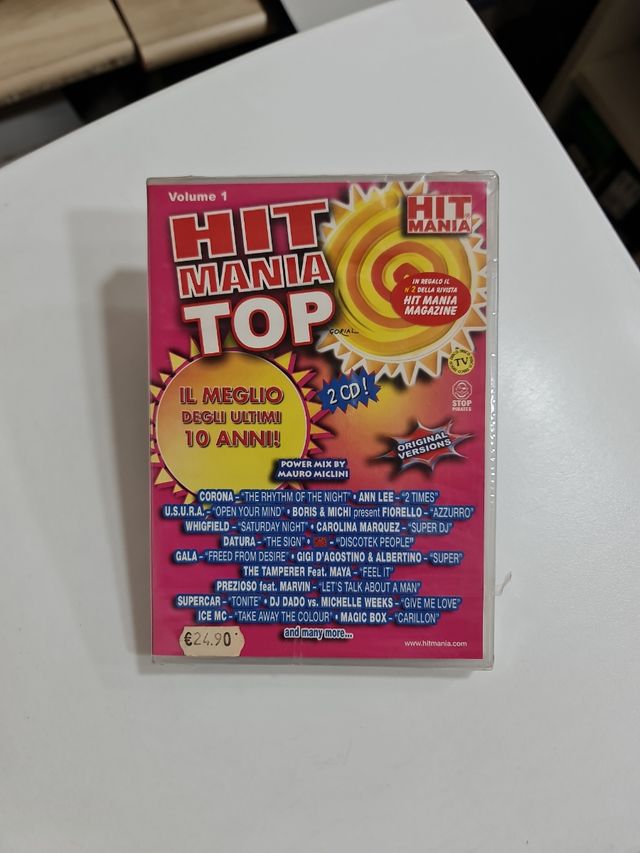 Volume 1
HIT
MANIA
TOP
HIT
MANIA
IN REGALO IL
n°2 DELLA RIVISTA
HIT MANIA
MAGAZINE
TV
STOP
PIRATES
2 CD!
IL MEGLIO
DEGLI ULTIMI
10 ANNI!
ORIGINAL
VERSIONS
POWER MIX BY
MAURO MICLINI
CORONA – "THE RHYTHM OF THE NIGHT" • ANN LEE – "2 TIMES"
U.S.U.R.A. – "OPEN YOUR MIND" • BORIS & MICHI present FIORELLO – "AZZURRO"
WHIGFIELD – "SATURDAY NIGHT" • CAROLINA MARQUEZ – "SUPER DJ"
DATURA – "THE SIGN" • – "DISCOTEK PEOPLE"
GALA – "FREED FROM DESIRE" • GIGI D'AGOSTINO & ALBERTINO – "SUPER"
THE TAMPERER Feat. MAYA – "FEEL IT"
PREZIOSO feat. MARVIN – "LET'S TALK ABOUT A MAN"
SUPERCAR – "TONITE" • DJ DADO vs. MICHELLE WEEKS – "GIVE ME LOVE"
ICE MC – "TAKE AWAY THE COLOUR" • MAGIC BOX – "CARILLON"
and many more...
€24.90
www.hitmania.com